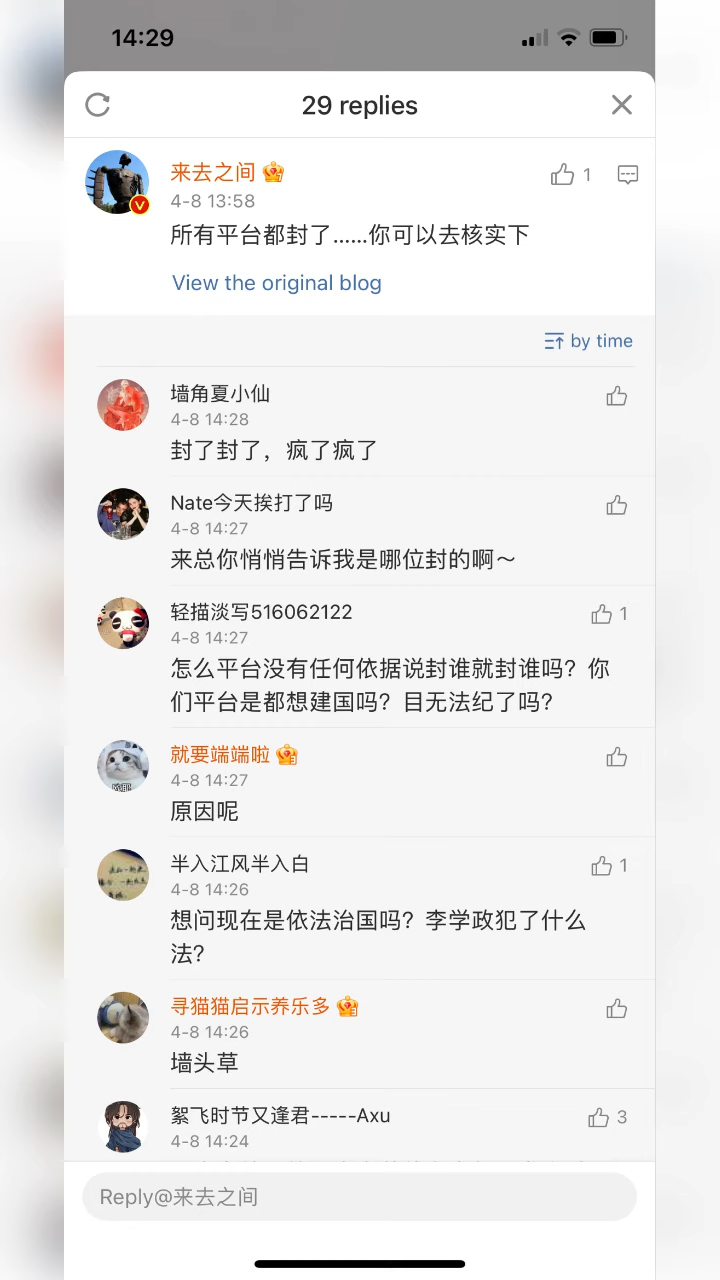 14:29
29 replies
来去之间
1
4-8 13:58
所有平台都封了……你可以去核实下
View the original blog
by time
墙角夏小仙
4-8 14:28
封了封了，疯了疯了
Nate今天挨打了吗
4-8 14:27
来总你悄悄告诉我是哪位封的啊～
轻描淡写516062122
1
4-8 14:27
怎么平台没有任何依据说封谁就封谁吗？你
们平台是都想建国吗？目无法纪了吗？
就要端端啦
4-8 14:27
原因呢
半入江风半入白
1
4-8 14:26
想问现在是依法治国吗？李学政犯了什么
法？
寻猫猫启示养乐多
4-8 14:26
墙头草
絮飞时节又逢君-----Axu
3
4-8 14:24
Reply@来去之间